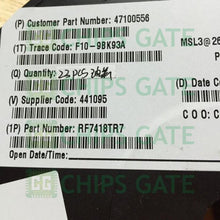 (P) Customer Part Number: 47100556
(1T) Trace Code: F10-9BK93A
MSL3@26
(Q) Quantity: 22 pcs
(D) Date Co
(V) Supplier Code: 441095
COO: C
(1P) Part Number: RF7418TR7
Open Date/Time:
CHIPS GATE
CHIPS GATE